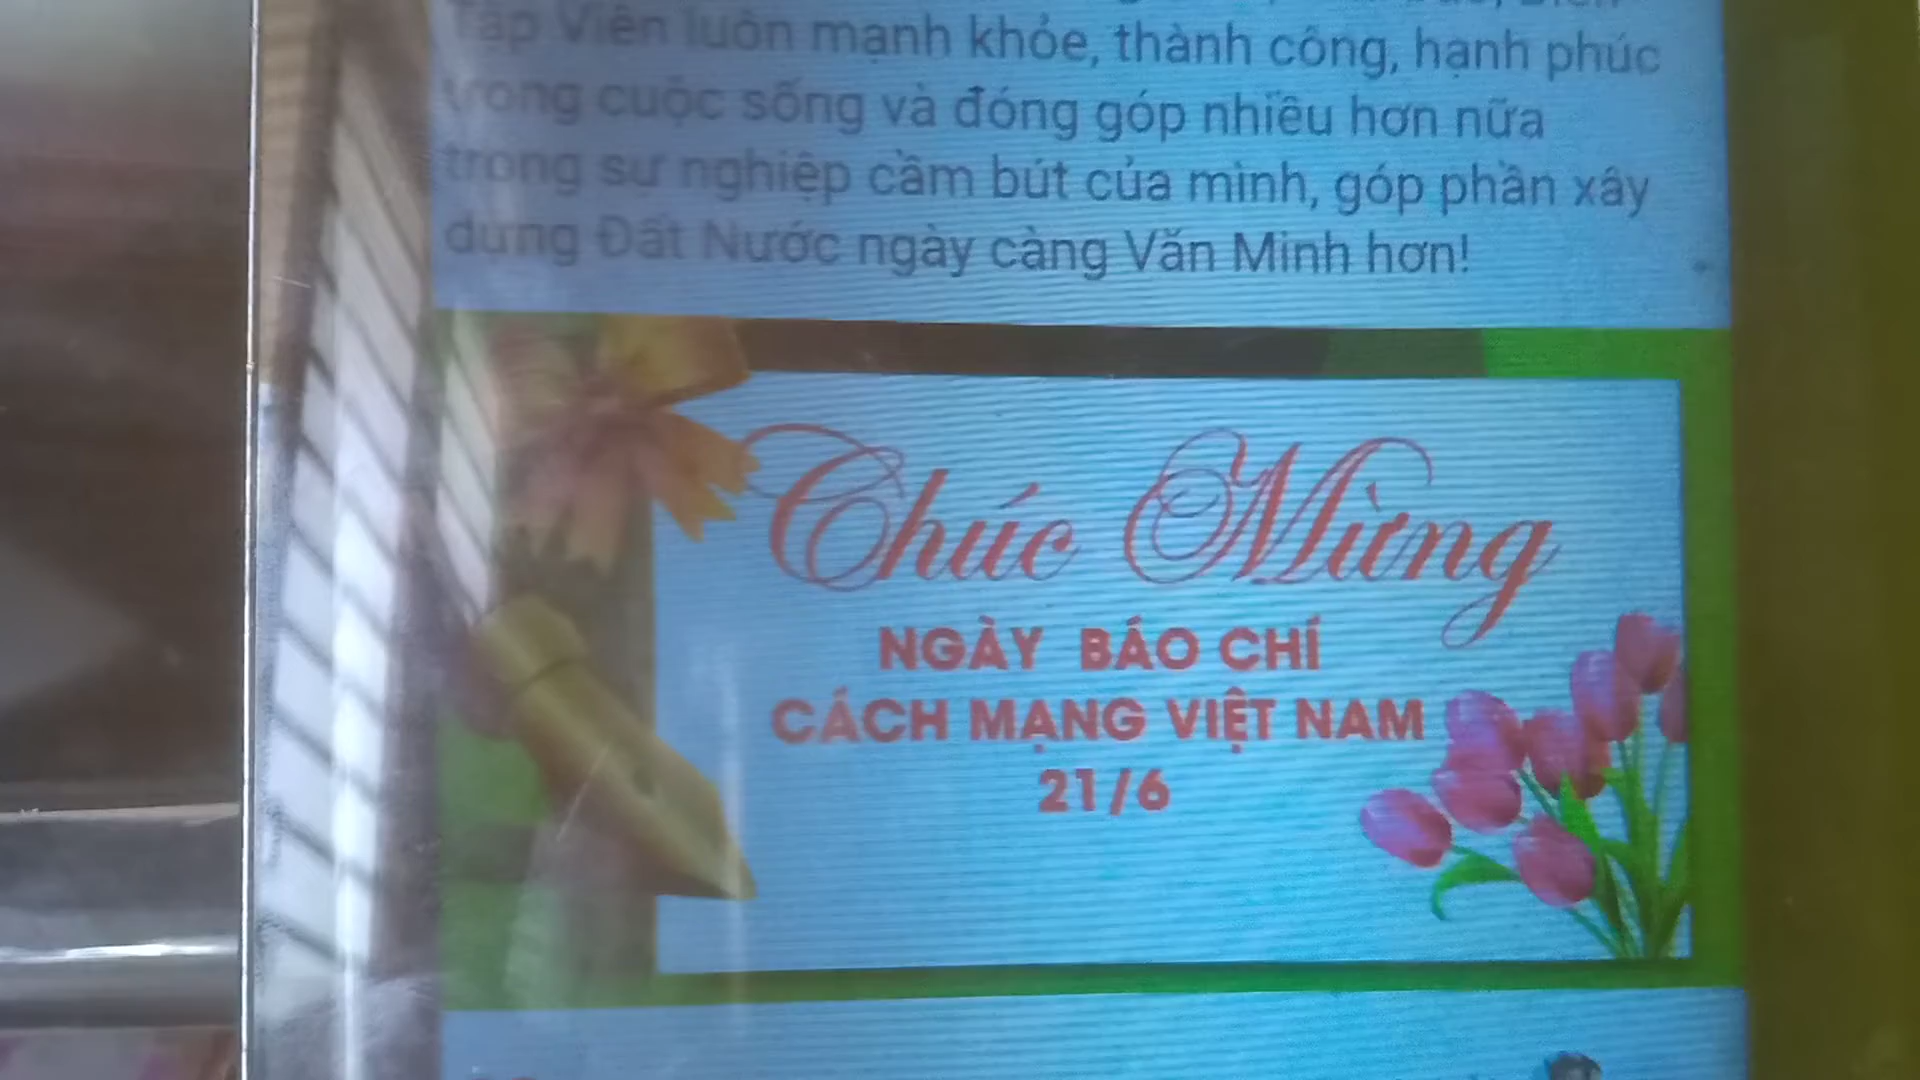 Tập Viên luôn mạnh khỏe, thành công, hạnh phúc
trong cuộc sống và đóng góp nhiều hơn nữa
trong sự nghiệp cầm bút của mình, góp phần xây
dựng Đất Nước ngày càng Văn Minh hơn!
Chúc Mừng
NGÀY BÁO CHÍ
CÁCH MẠNG VIỆT NAM
21/6